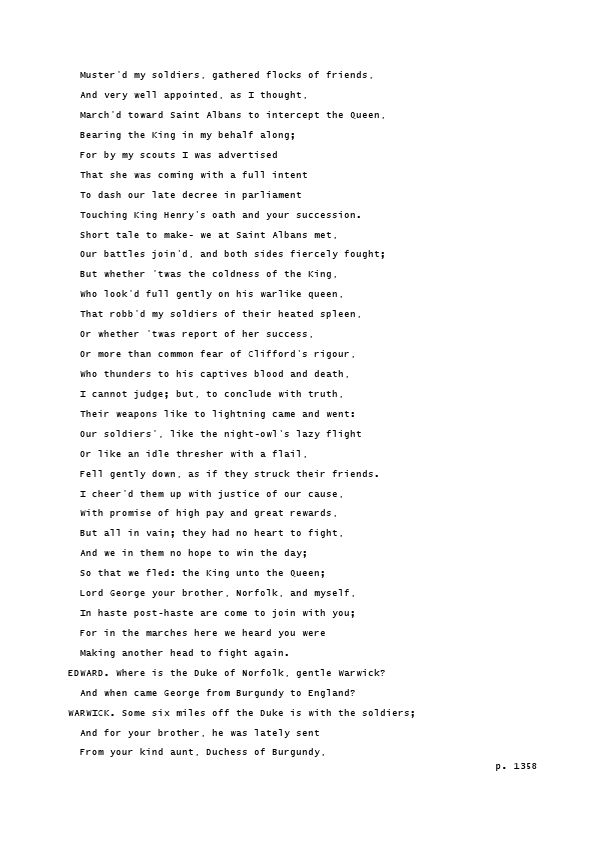 Muster'd my soldiers, gathered flocks of friends,
And very well appointed, as I thought,
March'd toward Saint Albans to intercept the Queen,
Bearing the King in my behalf along;
For by my scouts I was advertised
That she was coming with a full intent
To dash our late decree in parliament
Touching King Henry's oath and your succession.
Short tale to make- we at Saint Albans met,
Our battles join'd, and both sides fiercely fought;
But whether 'twas the coldness of the King,
Who look'd full gently on his warlike queen,
That robb'd my soldiers of their heated spleen,
Or whether 'twas report of her success,
Or more than common fear of Clifford's rigour,
Who thunders to his captives blood and death,
I cannot judge; but, to conclude with truth,
Their weapons like to lightning came and went:
Our soldiers', like the night-owl's lazy flight
Or like an idle thresher with a flail,
Fell gently down, as if they struck their friends.
I cheer'd them up with justice of our cause,
With promise of high pay and great rewards,
But all in vain; they had no heart to fight,
And we in them no hope to win the day;
So that we fled: the King unto the Queen;
Lord George your brother, Norfolk, and myself,
In haste post-haste are come to join with you;
For in the marches here we heard you were
Making another head to fight again.
EDWARD. Where is the Duke of Norfolk, gentle Warwick?
And when came George from Burgundy to England?
WARWICK. Some six miles off the Duke is with the soldiers;
And for your brother, he was lately sent
From your kind aunt, Duchess of Burgundy,
p. 1358